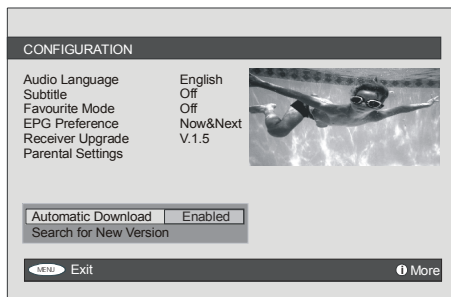 CONFIGURATION
Audio Language English
Subtitle Off
Favourite Mode Off
EPG Preference Now&Next
Receiver Upgrade V.1.5
Parental Settings
Automatic Download Enabled
Search for New Version
MENU Exit
i More